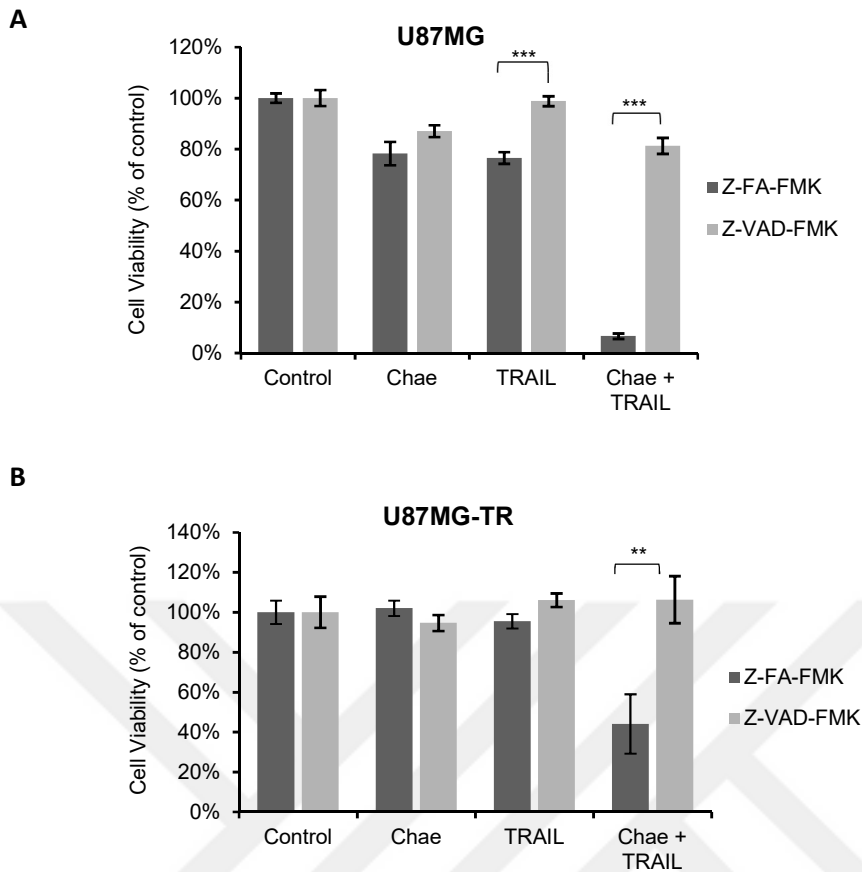 A
U87MG
120%
100%
80%
60%
40%
20%
0%
Cell Viability (% of control)
***
***
Control
Chae
TRAIL
Chae +
TRAIL
Z-FA-FMK
Z-VAD-FMK
B
U87MG-TR
140%
120%
100%
80%
60%
40%
20%
0%
Cell Viability (% of control)
**
Control
Chae
TRAIL
Chae +
TRAIL
Z-FA-FMK
Z-VAD-FMK